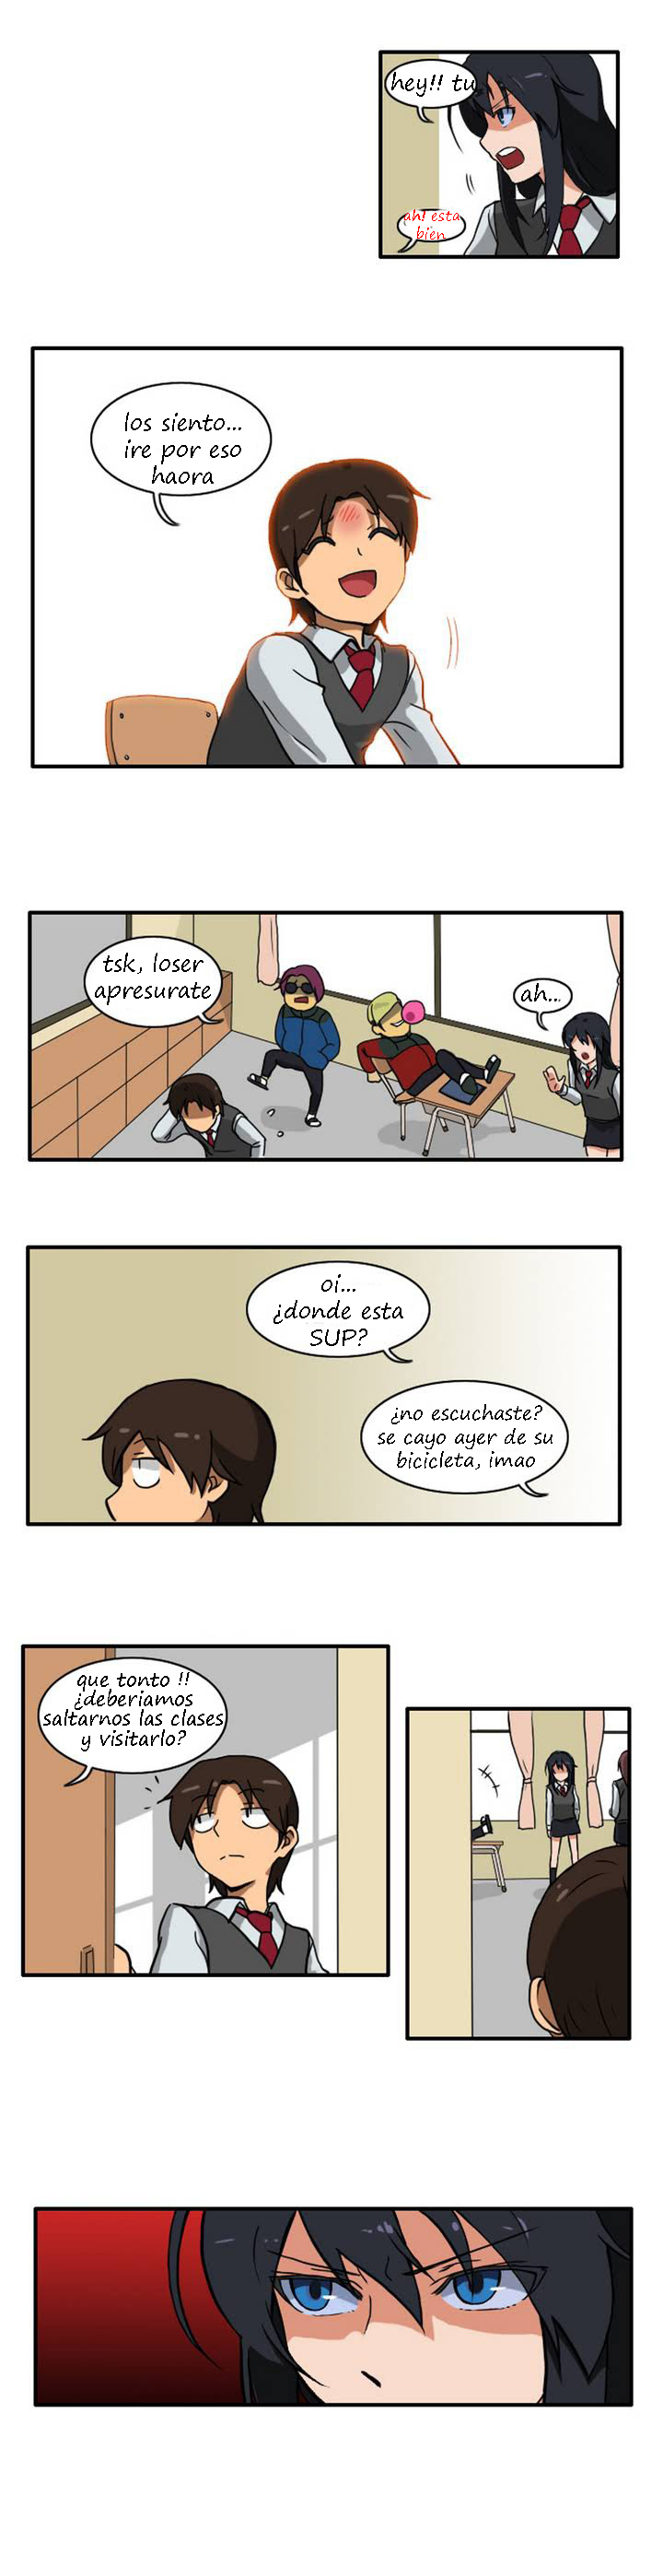 hey!! tu
ah! esta
bien
los siento...
ire por eso
haora
tsk, loser
apresurate
ah...
oi...
¿donde esta
SUP?
¿no escuchaste?
se cayo ayer de su
bicicleta, imao
que tonto !!
¿deberiamos
saltarnos las clases
y visitarlo?